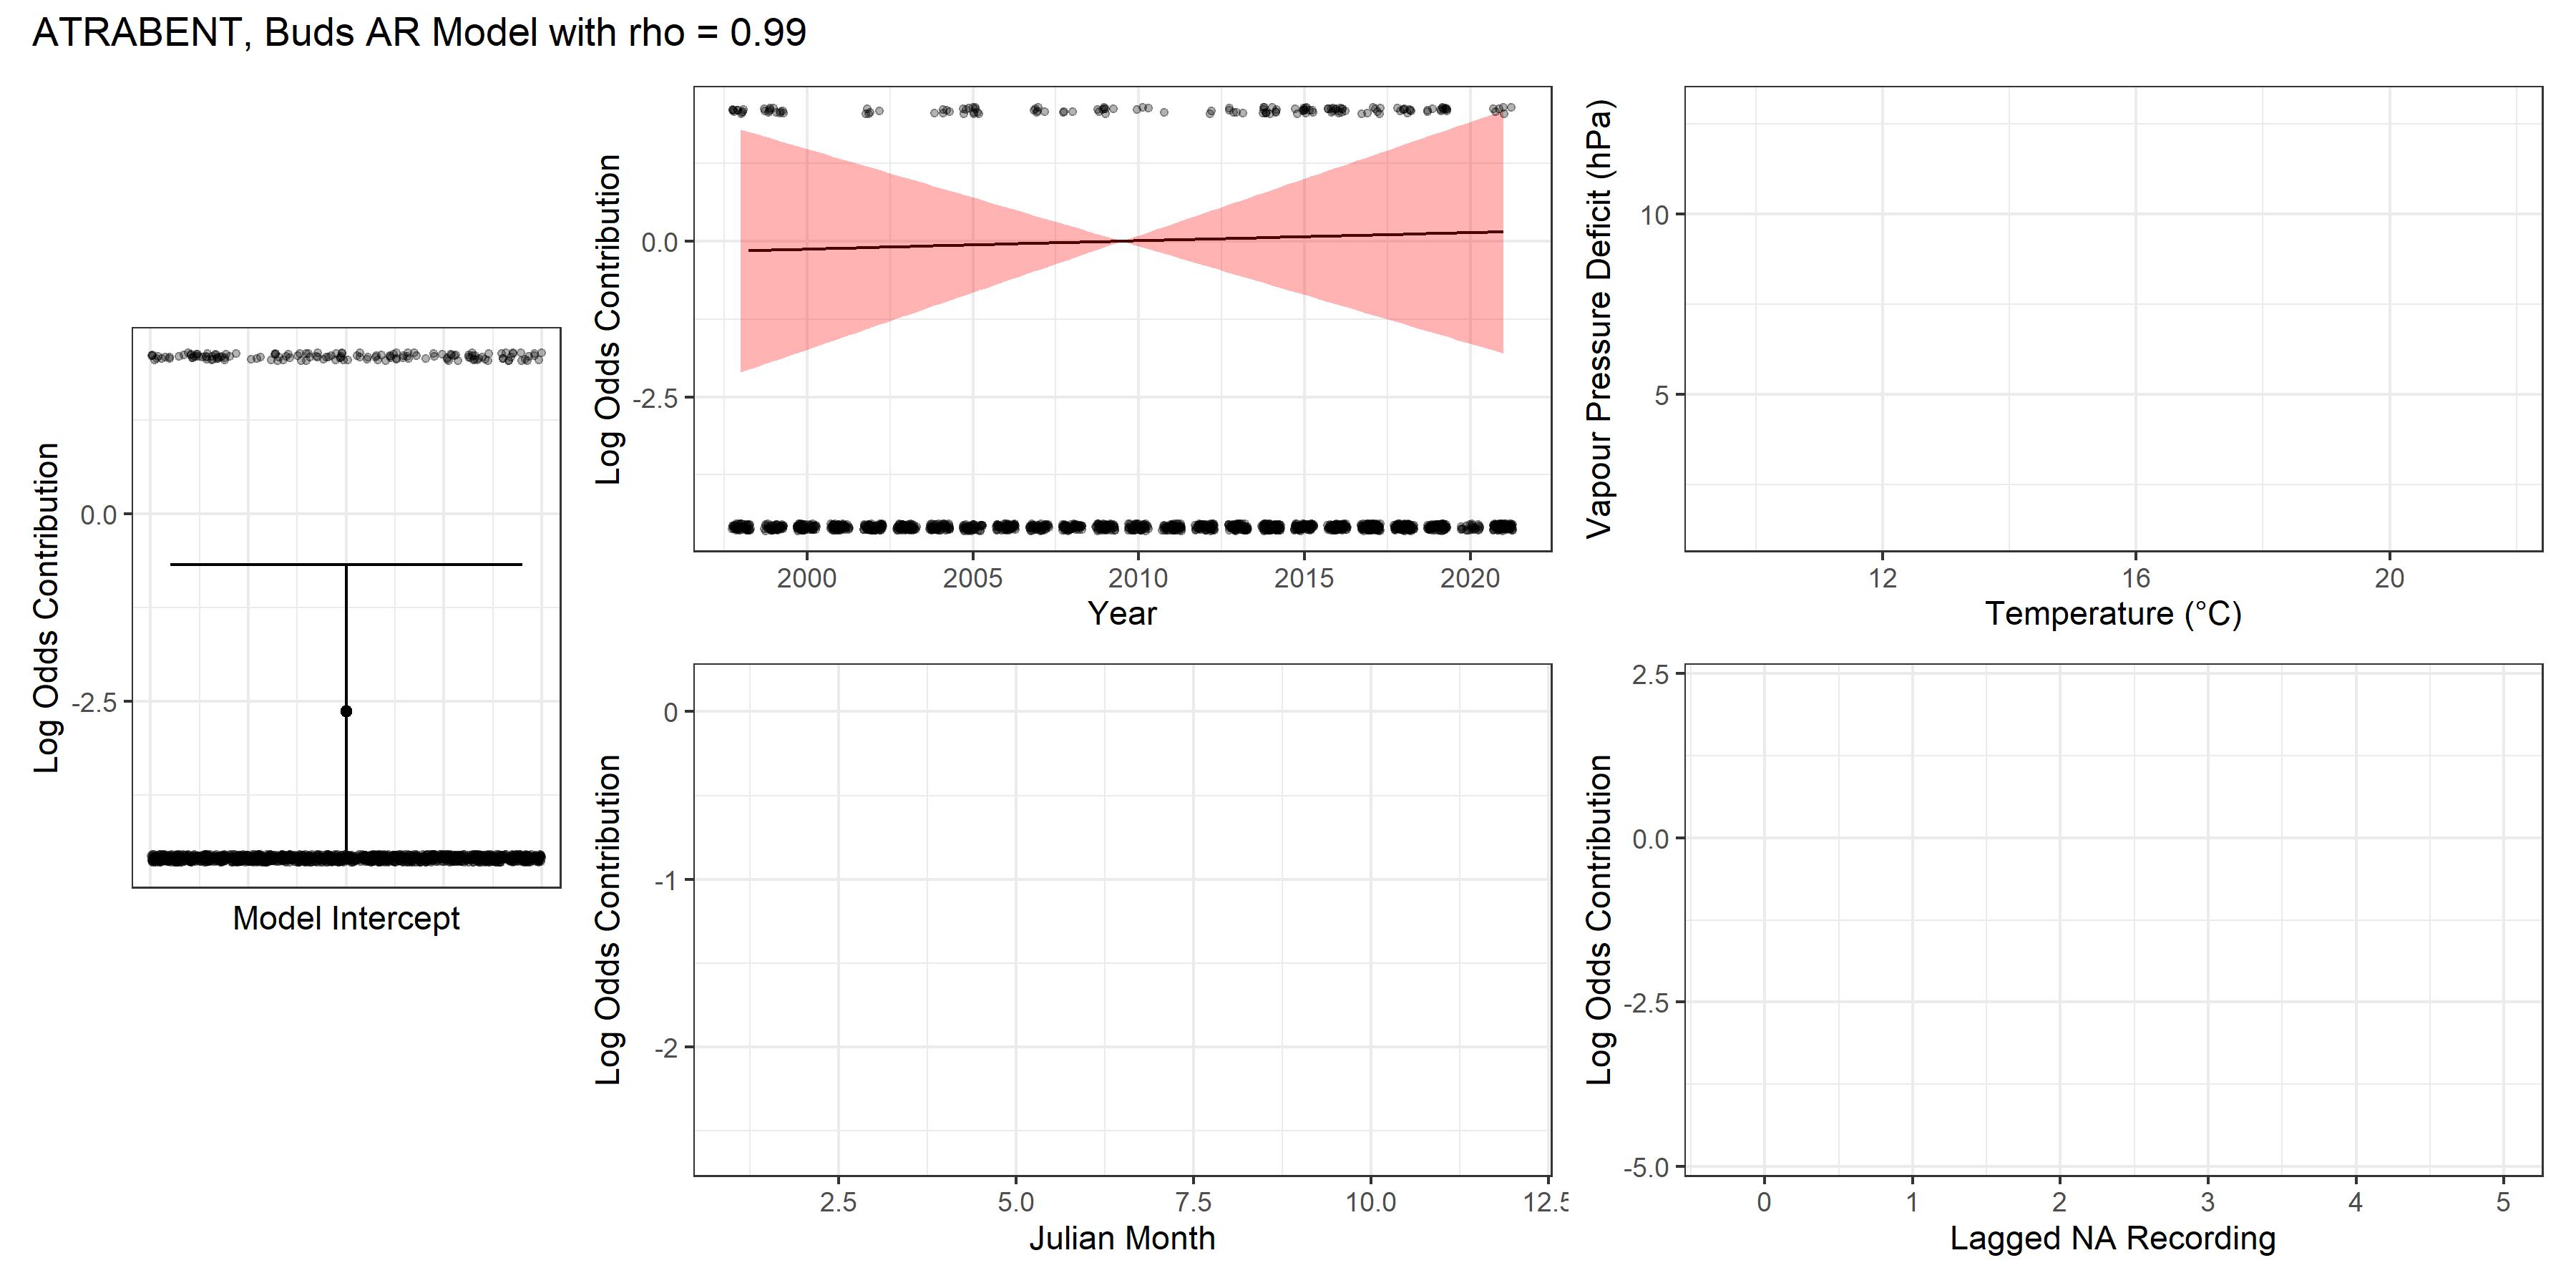 ATRABENT, Buds AR Model with rho = 0.99
Log Odds Contribution
0.0
-2.5
Model Intercept
Log Odds Contribution
0.0
-2.5
2000 2005 2010 2015 2020
Year
Vapour Pressure Deficit (hPa)
10
5
12 16 20
Temperature (°C)
Log Odds Contribution
0
-1
-2
2.5 5.0 7.5 10.0 12.5
Julian Month
Log Odds Contribution
2.5
0.0
-2.5
-5.0
0 1 2 3 4 5
Lagged NA Recording